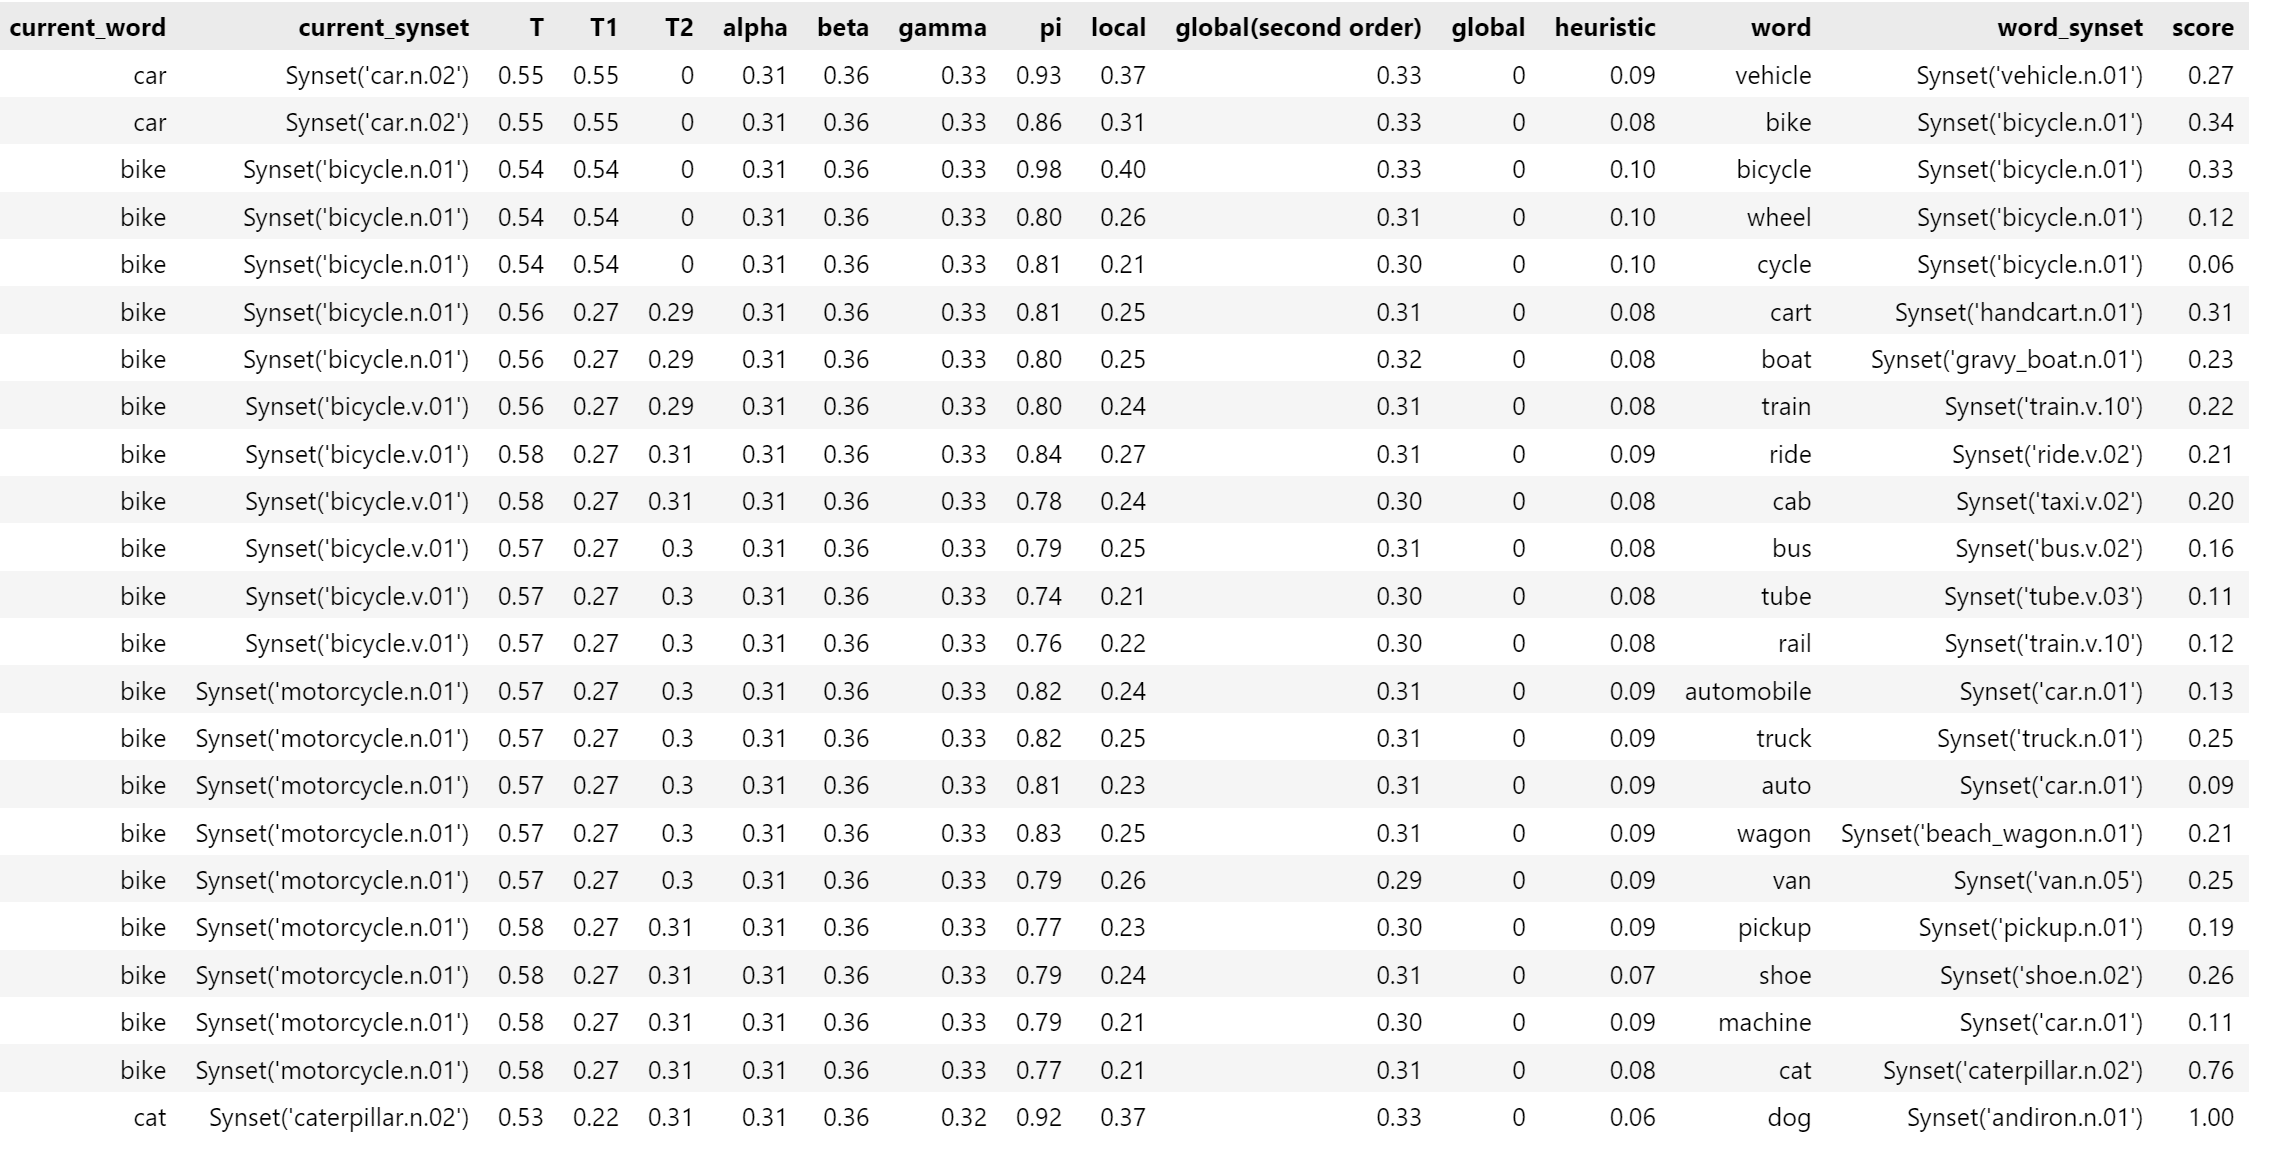 current_word current_synset T T1 T2 alpha beta gamma pi local global(second order) global heuristic word word_synset score
car Synset('car.n.02') 0.55 0.55 0 0.31 0.36 0.33 0.93 0.37 0.33 0 0.09 vehicle Synset('vehicle.n.01') 0.27
car Synset('car.n.02') 0.55 0.55 0 0.31 0.36 0.33 0.86 0.31 0.33 0 0.08 bike Synset('bicycle.n.01') 0.34
bike Synset('bicycle.n.01') 0.54 0.54 0 0.31 0.36 0.33 0.98 0.40 0.33 0 0.10 bicycle Synset('bicycle.n.01') 0.33
bike Synset('bicycle.n.01') 0.54 0.54 0 0.31 0.36 0.33 0.80 0.26 0.31 0 0.10 wheel Synset('bicycle.n.01') 0.12
bike Synset('bicycle.n.01') 0.54 0.54 0 0.31 0.36 0.33 0.81 0.21 0.30 0 0.10 cycle Synset('bicycle.n.01') 0.06
bike Synset('bicycle.n.01') 0.56 0.27 0.29 0.31 0.36 0.33 0.81 0.25 0.31 0 0.08 cart Synset('handcart.n.01') 0.31
bike Synset('bicycle.n.01') 0.56 0.27 0.29 0.31 0.36 0.33 0.80 0.25 0.32 0 0.08 boat Synset('gravy_boat.n.01') 0.23
bike Synset('bicycle.v.01') 0.56 0.27 0.29 0.31 0.36 0.33 0.80 0.24 0.31 0 0.08 train Synset('train.v.10') 0.22
bike Synset('bicycle.v.01') 0.58 0.27 0.31 0.31 0.36 0.33 0.84 0.27 0.31 0 0.09 ride Synset('ride.v.02') 0.21
bike Synset('bicycle.v.01') 0.58 0.27 0.31 0.31 0.36 0.33 0.78 0.24 0.30 0 0.08 cab Synset('taxi.v.02') 0.20
bike Synset('bicycle.v.01') 0.57 0.27 0.3 0.31 0.36 0.33 0.79 0.25 0.31 0 0.08 bus Synset('bus.v.02') 0.16
bike Synset('bicycle.v.01') 0.57 0.27 0.3 0.31 0.36 0.33 0.74 0.21 0.30 0 0.08 tube Synset('tube.v.03') 0.11
bike Synset('bicycle.v.01') 0.57 0.27 0.3 0.31 0.36 0.33 0.76 0.22 0.30 0 0.08 rail Synset('train.v.10') 0.12
bike Synset('motorcycle.n.01') 0.57 0.27 0.3 0.31 0.36 0.33 0.82 0.24 0.31 0 0.09 automobile Synset('car.n.01') 0.13
bike Synset('motorcycle.n.01') 0.57 0.27 0.3 0.31 0.36 0.33 0.82 0.25 0.31 0 0.09 truck Synset('truck.n.01') 0.25
bike Synset('motorcycle.n.01') 0.57 0.27 0.3 0.31 0.36 0.33 0.81 0.23 0.31 0 0.09 auto Synset('car.n.01') 0.09
bike Synset('motorcycle.n.01') 0.57 0.27 0.3 0.31 0.36 0.33 0.83 0.25 0.31 0 0.09 wagon Synset('beach_wagon.n.01') 0.21
bike Synset('motorcycle.n.01') 0.57 0.27 0.3 0.31 0.36 0.33 0.79 0.26 0.29 0 0.09 van Synset('van.n.05') 0.25
bike Synset('motorcycle.n.01') 0.58 0.27 0.31 0.31 0.36 0.33 0.77 0.23 0.30 0 0.09 pickup Synset('pickup.n.01') 0.19
bike Synset('motorcycle.n.01') 0.58 0.27 0.31 0.31 0.36 0.33 0.79 0.24 0.31 0 0.07 shoe Synset('shoe.n.02') 0.26
bike Synset('motorcycle.n.01') 0.58 0.27 0.31 0.31 0.36 0.33 0.79 0.21 0.30 0 0.09 machine Synset('car.n.01') 0.11
bike Synset('motorcycle.n.01') 0.58 0.27 0.31 0.31 0.36 0.33 0.77 0.21 0.31 0 0.08 cat Synset('caterpillar.n.02') 0.76
cat Synset('caterpillar.n.02') 0.53 0.22 0.31 0.31 0.36 0.32 0.92 0.37 0.33 0 0.06 dog Synset('andiron.n.01') 1.00